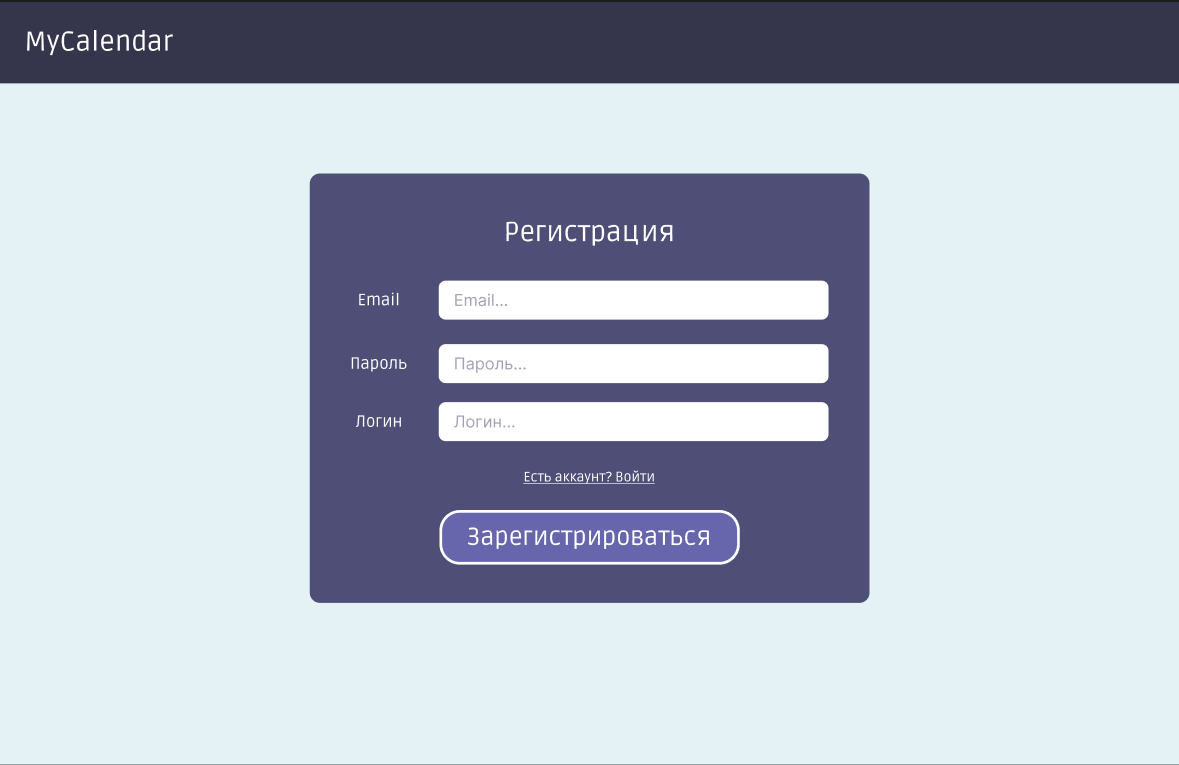 MyCalendar
Регистрация
Email Email...
Пароль Пароль...
Логин Логин...
Есть аккаунт? Войти
Зарегистрироваться